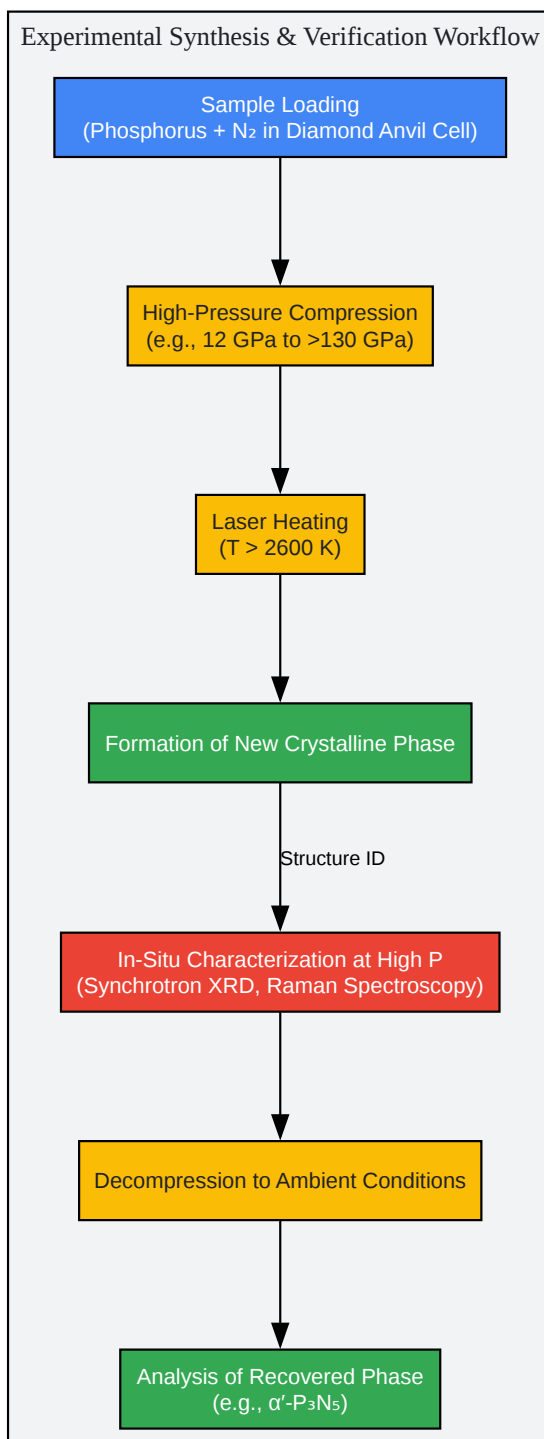 Experimental Synthesis & Verification Workflow
Sample Loading
(Phosphorus + N₂ in Diamond Anvil Cell)
High-Pressure Compression
(e.g., 12 GPa to >130 GPa)
Laser Heating
(T > 2600 K)
Formation of New Crystalline Phase
Structure ID
In-Situ Characterization at High P
(Synchrotron XRD, Raman Spectroscopy)
Decompression to Ambient Conditions
Analysis of Recovered Phase
(e.g., α′-P₃N₅)